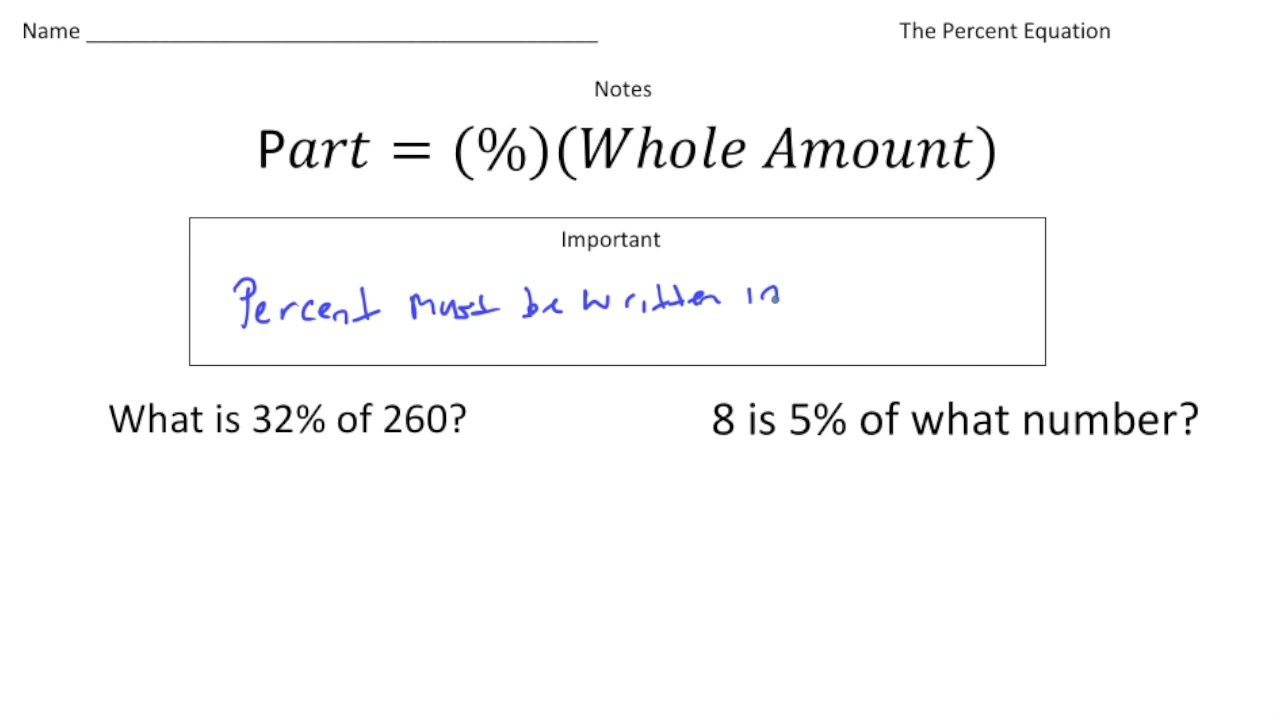 Name ____________________ The Percent Equation
Notes
Part = (%)(Whole Amount)
Important
Percent must be written in
What is 32% of 260? 8 is 5% of what number?